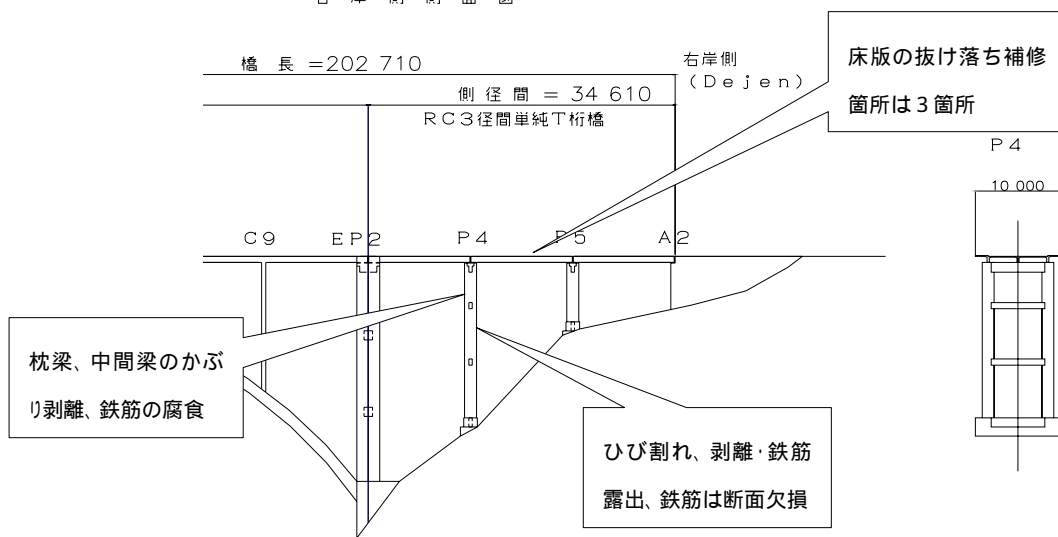 橋 長 =202 710
右岸側
(Dejen)
側 径 間 = 34 610
RC3径間単純T桁橋
床版の抜け落ち補修
箇所は3箇所
P4
10 000
C9 EP2 P4 P5 A2
枕梁、中間梁のかぶ
り剥離、鉄筋の腐食
ひび割れ、剥離・鉄筋
露出、鉄筋は断面欠損